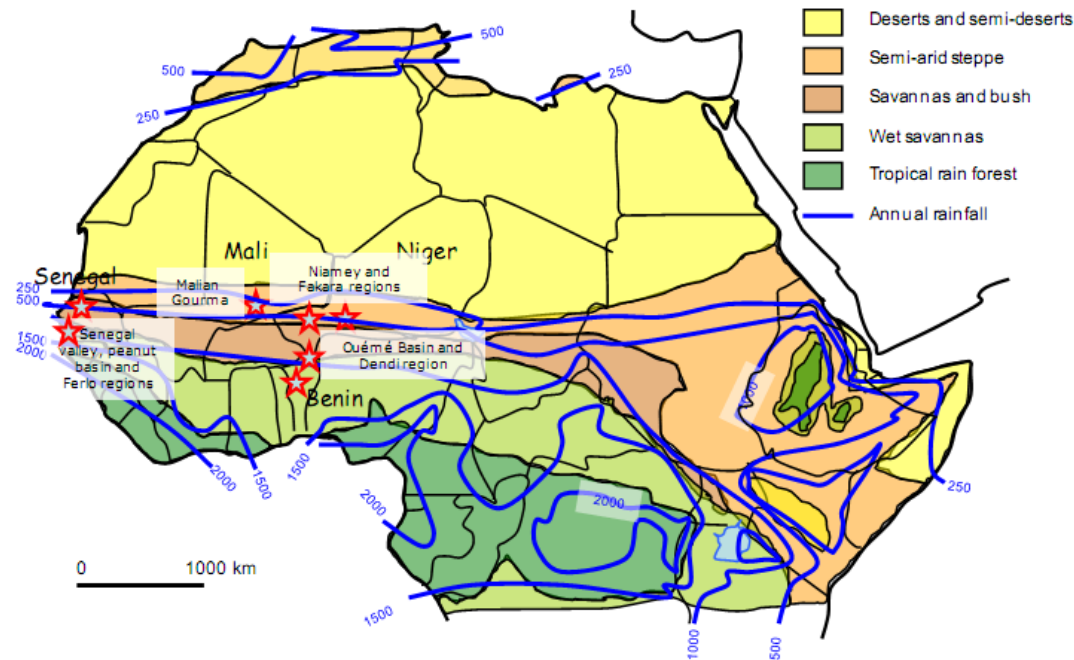 Deserts and semi-deserts
Semi-arid steppe
Savannas and bush
Wet savannas
Tropical rain forest
Annual rainfall
500
500
250
250
Mali
Niger
Senegal
Malian
Gourma
Niamey and
Fakara regions
250
500
1500
2000
Senegal
valley, peanut
basin and
Ferlo regions
Ouémé Basin and
Dendi region
Benin
2000
1500
1500
2000
2000
250
0
1000 km
1500
1000
500